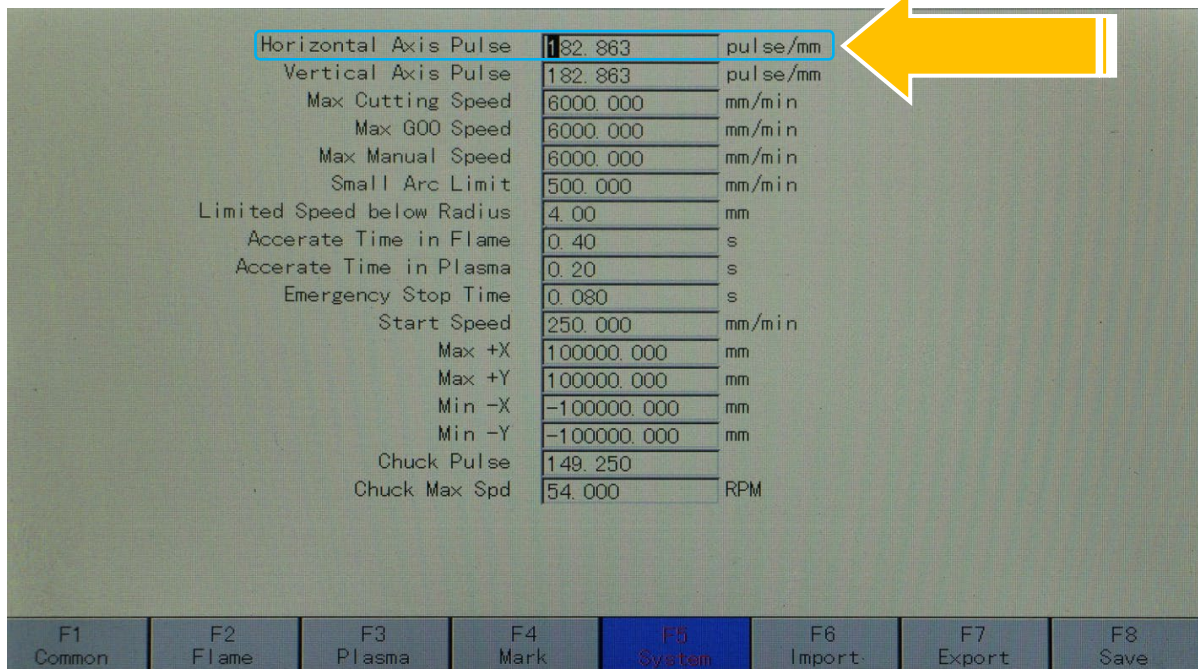 Horizontal Axis Pulse 182.863 pulse/mm
Vertical Axis Pulse 182.863 pulse/mm
Max Cutting Speed 6000.000 mm/min
Max G00 Speed 6000.000 mm/min
Max Manual Speed 6000.000 mm/min
Small Arc Limit 500.000 mm/min
Limited Speed below Radius 4.00 mm
Accerate Time in Flame 0.40 s
Accerate Time in Plasma 0.20 s
Emergency Stop Time 0.080 s
Start Speed 250.000 mm/min
Max +X 100000.000 mm
Max +Y 100000.000 mm
Min -X -100000.000 mm
Min -Y -100000.000 mm
Chuck Pulse 149.250
Chuck Max Spd 54.000 RPM
F1 F2 F3 F4 F5 F6 F7 F8
Common Flame Plasma Mark System Import Export Save